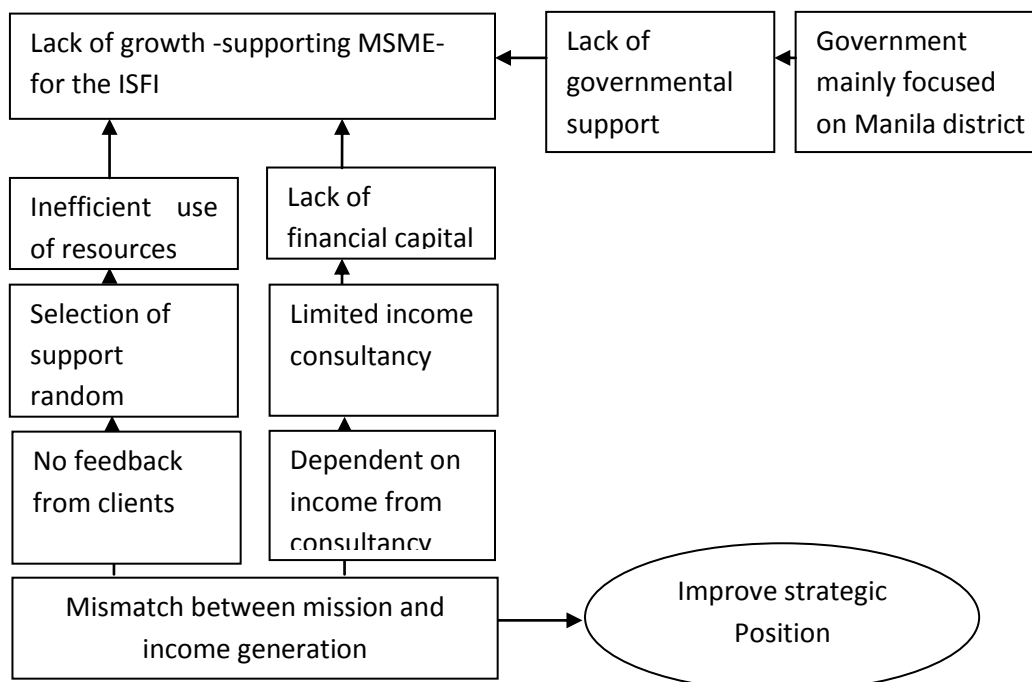 Lack of growth -supporting MSME-
for the ISFI
Lack of
governmental
support
Government
mainly focused
on Manila district
Inefficient use
of resources
Lack of
financial capital
Selection of
support
random
Limited income
consultancy
No feedback
from clients
Dependent on
income from
consultancy
Mismatch between mission and
income generation
Improve strategic
Position